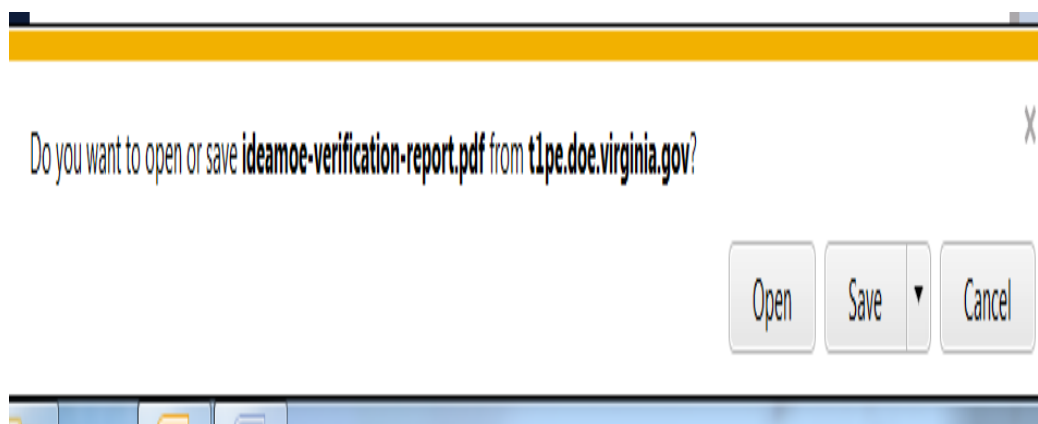 Do you want to open or save ideamoe-verification-report.pdf from t1pe.doe.virginia.gov?
Open
Save
Cancel